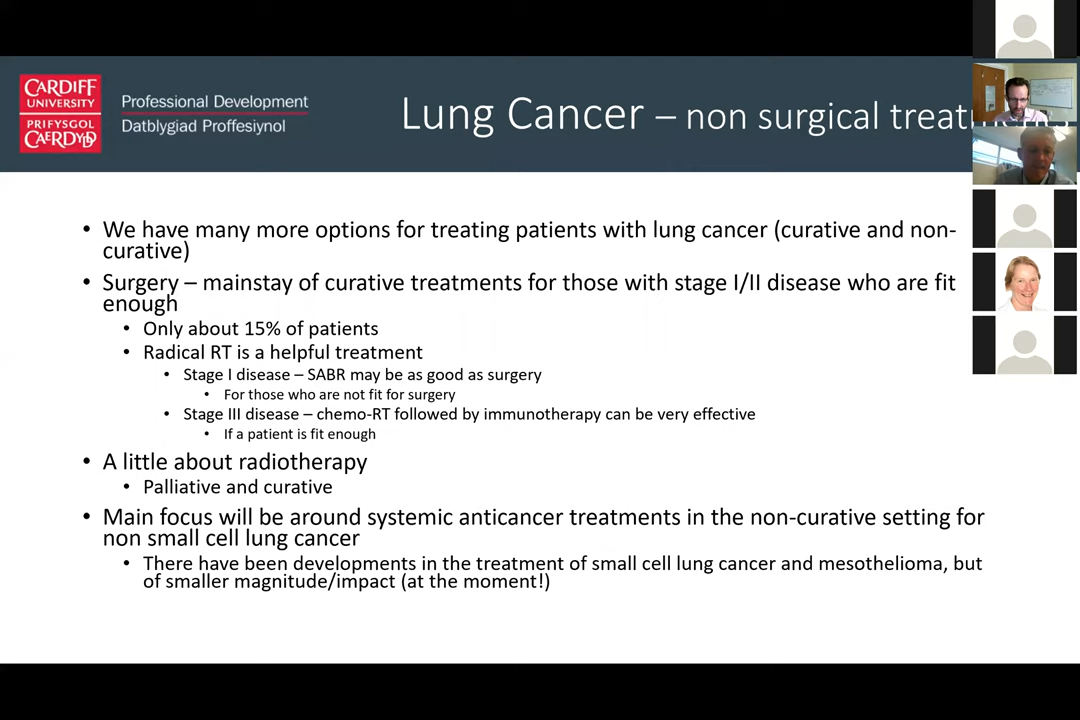 CARDIFF
UNIVERSITY
PRIFYSGOL
CAERDYDD
Professional Development
Datblygiad Proffesiynol
Lung Cancer – non surgical
• We have many more options for treating patients with lung cancer (curative and non-
curative)
• Surgery – mainstay of curative treatments for those with stage I/II disease who are fit
enough
• Only about 15% of patients
• Radical RT is a helpful treatment
• Stage I disease – SABR may be as good as surgery
• For those who are not fit for surgery
• Stage III disease – chemo-RT followed by immunotherapy can be very effective
• If a patient is fit enough
• A little about radiotherapy
• Palliative and curative
• Main focus will be around systemic anticancer treatments in the non-curative setting for
non small cell lung cancer
• There have been developments in the treatment of small cell lung cancer and mesothelioma, but
of smaller magnitude/impact (at the moment!)